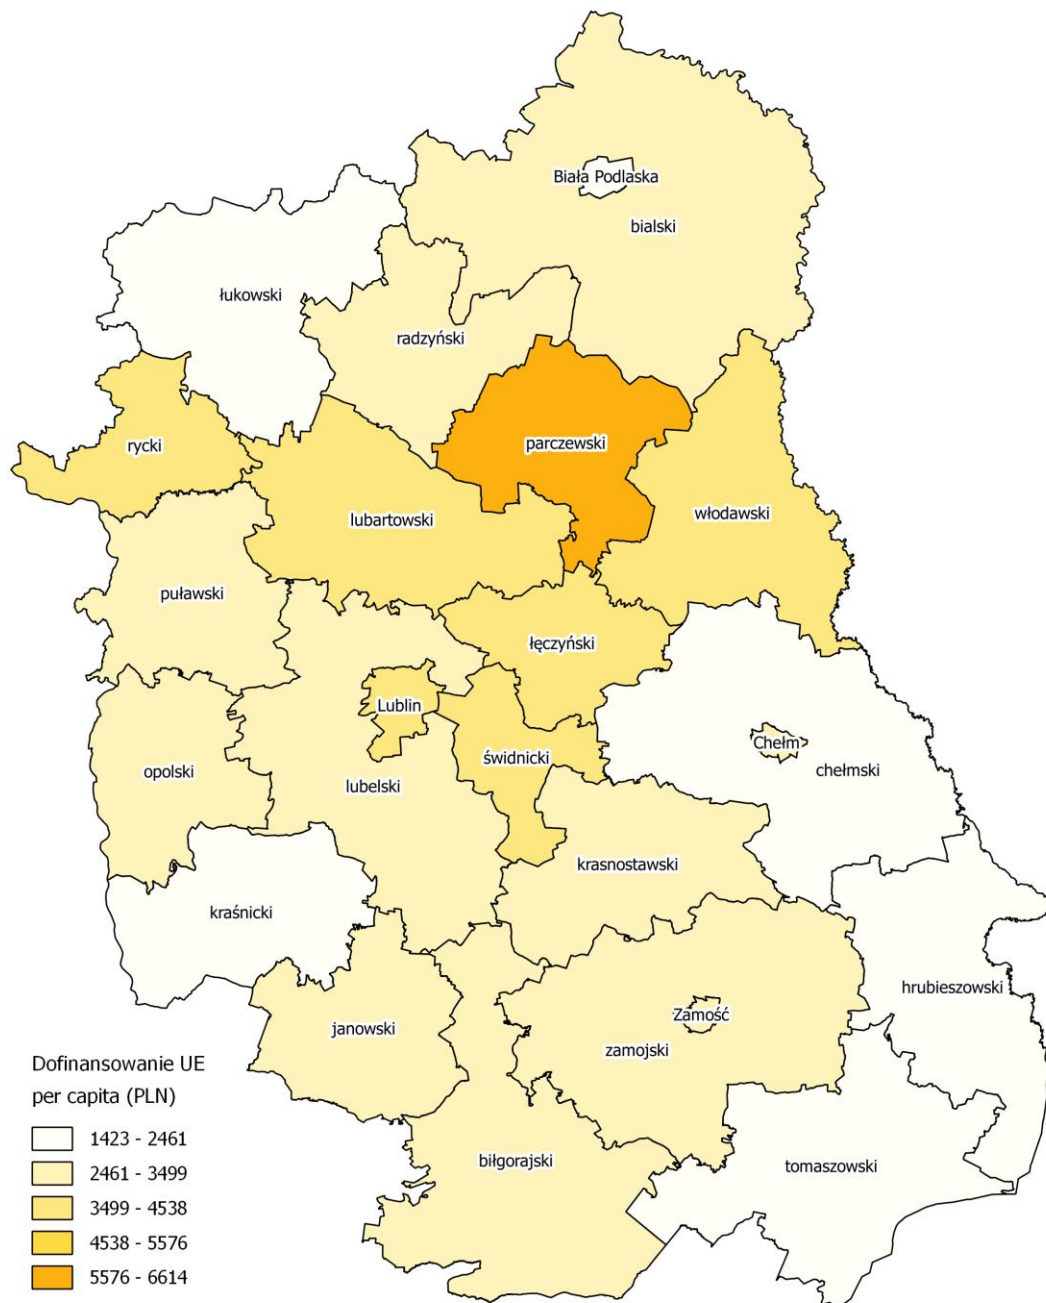 Biała Podlaska
bialski
łukowski
radzyński
rycki
parczewski
lubartowski
włodawski
puławski
łęczyński
Lublin
Chełm
opolski
lubelski
świdnicki
chełmski
krasnostawski
kraśnicki
hrubieszowski
janowski
Zamość
zamojski
biłgorajski
tomaszowski
Dofinansowanie UE
per capita (PLN)
1423 - 2461
2461 - 3499
3499 - 4538
4538 - 5576
5576 - 6614